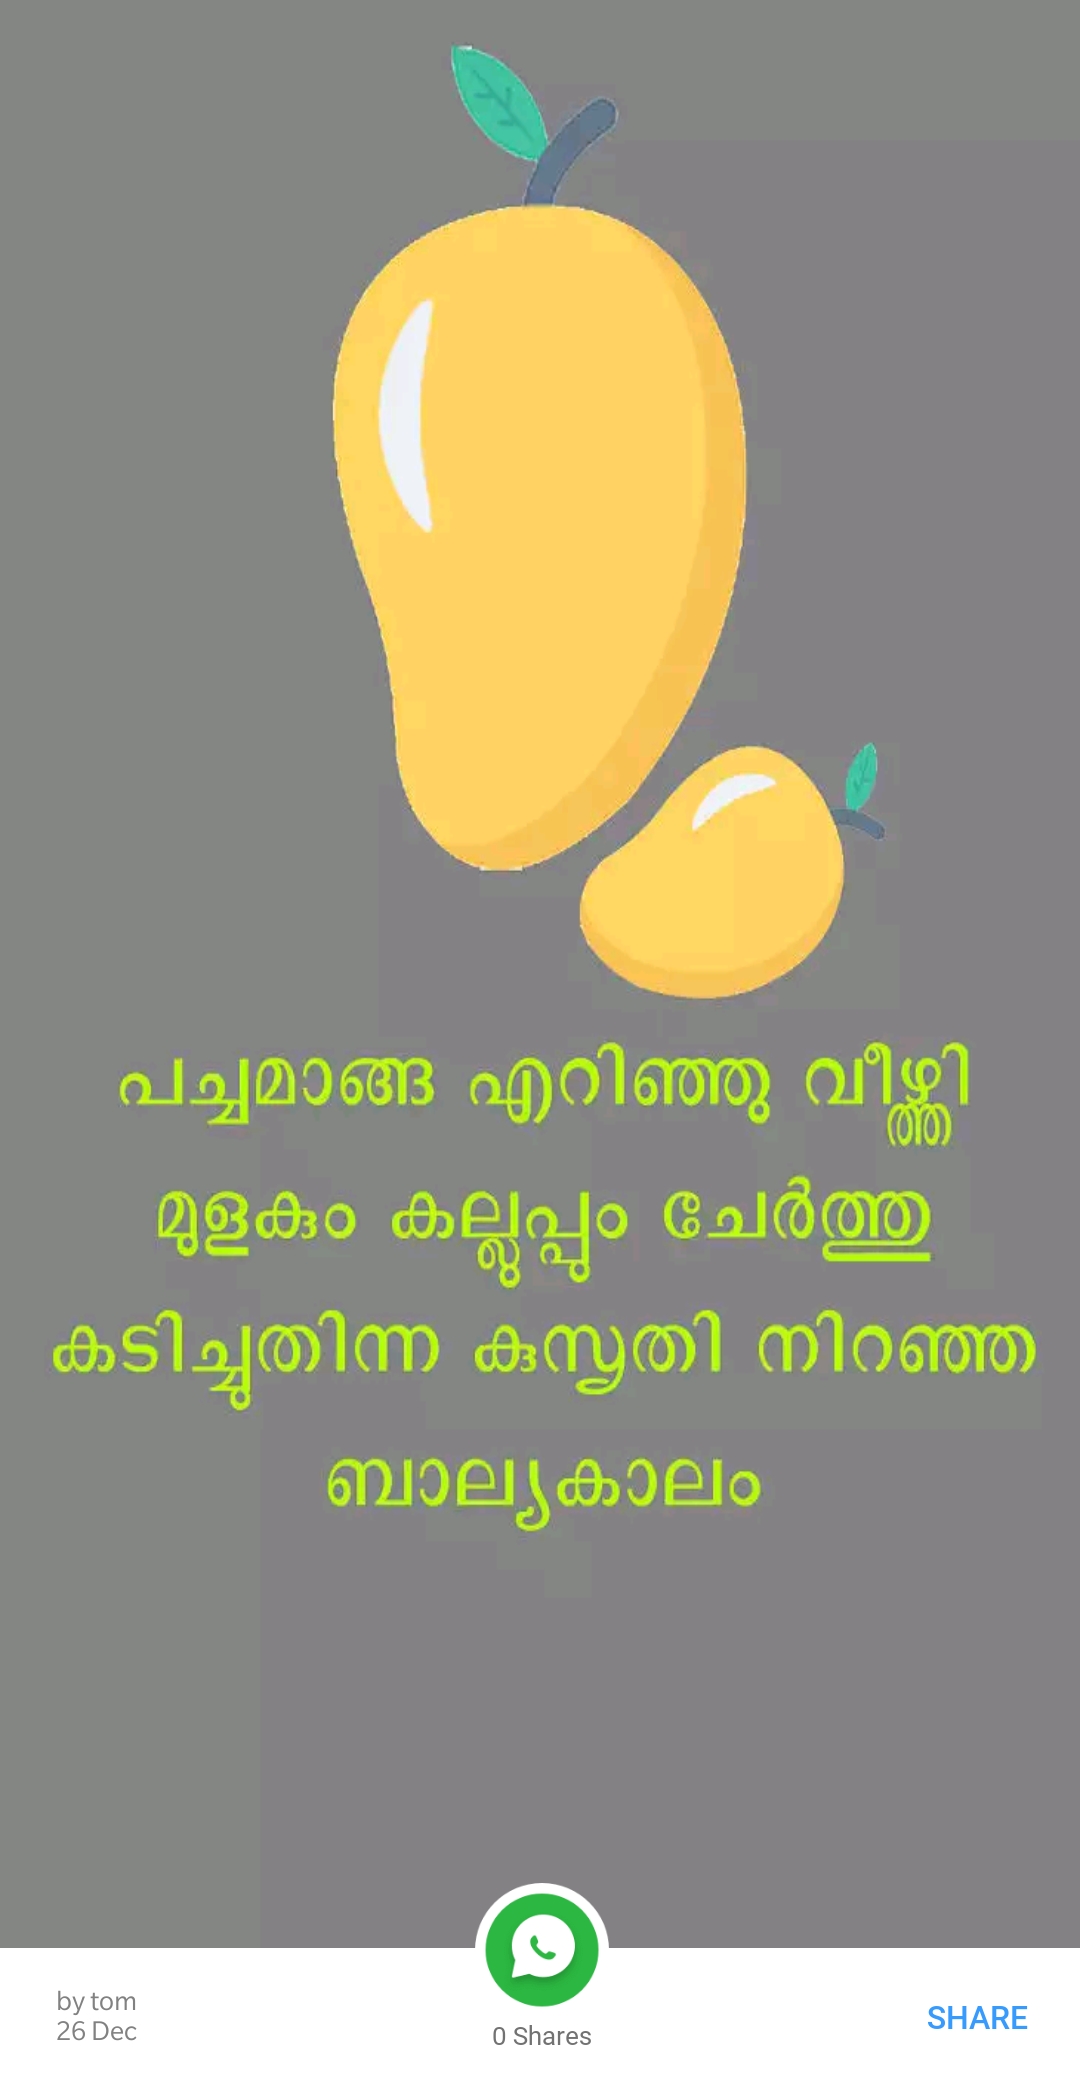 പച്ചമാങ്ങ എറിഞ്ഞു വീഴ്ത്തി
മുളകും കല്ലുപ്പും ചേർത്തു
കടിച്ചുതിന്ന കുസൃതി നിറഞ്ഞ
ബാല്യകാലം
by tom
26 Dec
0 Shares
SHARE